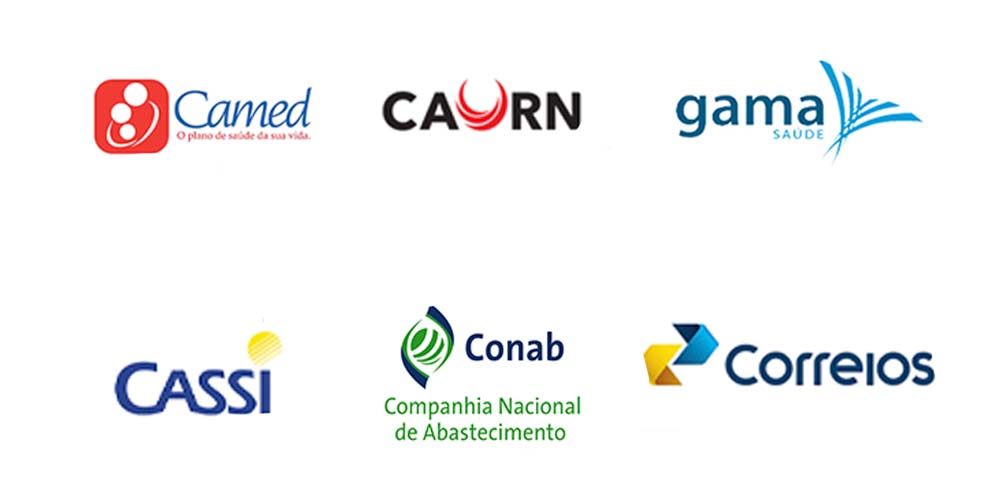 Camed
O plano de saúde da sua vida.
CAURN
gama
SAÚDE
CASSI
Conab
Companhia Nacional
de Abastecimento
Correios